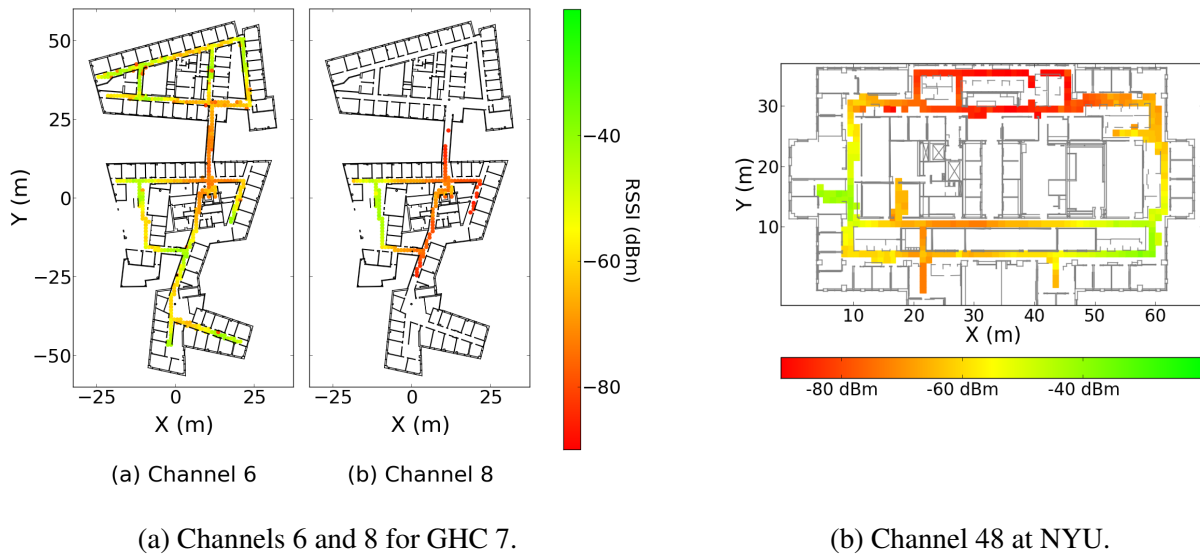 50
25
0
−25
−50
Y (m)
−25
0
25
X (m)
−25
0
25
X (m)
−40
−60
−80
RSSI (dBm)
(a) Channel 6
(b) Channel 8
30
20
10
Y (m)
10
20
30
40
50
60
X (m)
-80 dBm
-60 dBm
-40 dBm
(a) Channels 6 and 8 for GHC 7.
(b) Channel 48 at NYU.